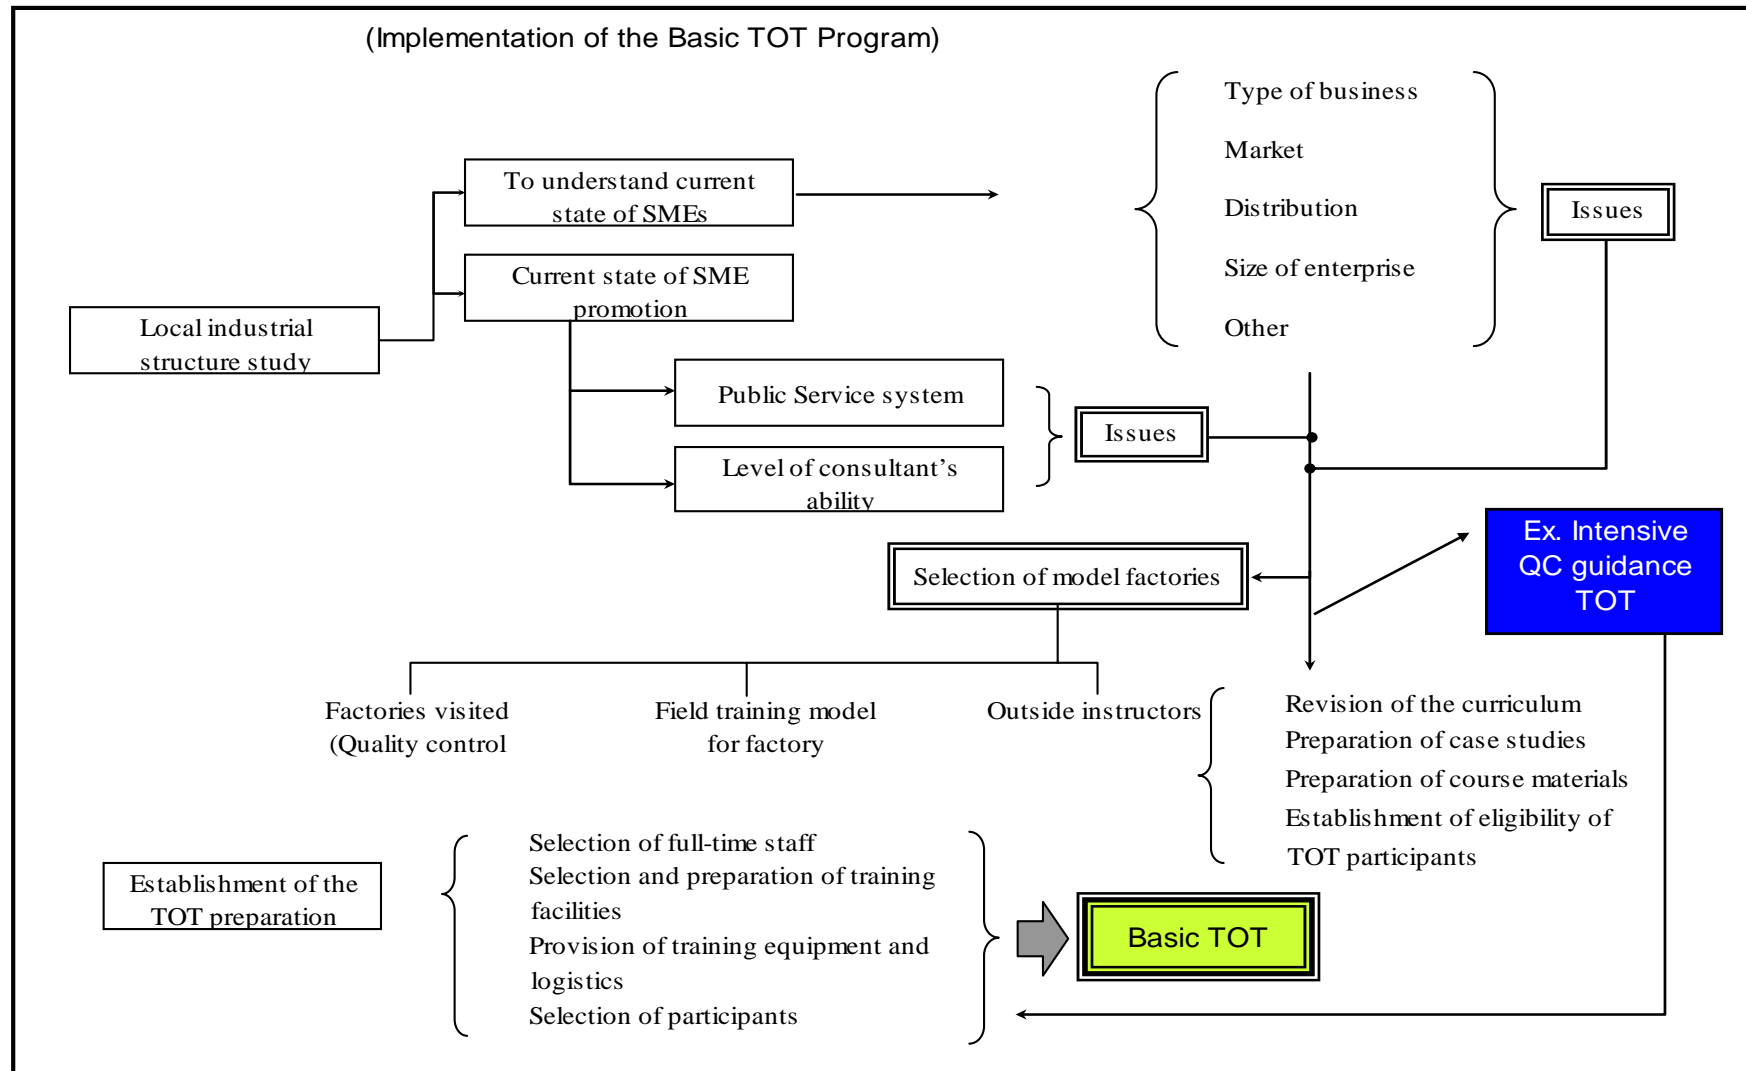 (Implementation of the Basic TOT Program)
Type of business
Market
Distribution
Size of enterprise
Other
To understand current
state of SMEs
Issues
Current state of SME
promotion
Local industrial
structure study
Public Service system
Issues
Level of consultant's
ability
Ex. Intensive
QC guidance
TOT
Selection of model factories
Factories visited
(Quality control
Field training model
for factory
Outside instructors
Revision of the curriculum
Preparation of case studies
Preparation of course materials
Establishment of eligibility of
TOT participants
Establishment of the
TOT preparation
Selection of full-time staff
Selection and preparation of training
facilities
Provision of training equipment and
logistics
Selection of participants
Basic TOT